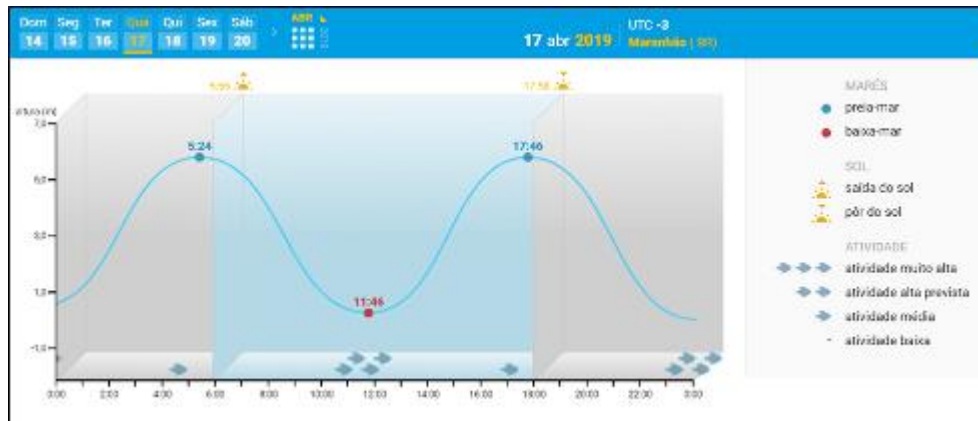 Dom Seg Ter Qua Qui Sex Sáb
14 15 16 17 18 19 20
ABR
2019
17 abr 2019
UTC -3
Maranhão ( BR)
17:58
altura (m)
7,0
5,0
3,0
1,0
-1,0
5:24
17:46
11:46
0:00 2:00 4:00 6:00 8:00 10:00 12:00 14:00 16:00 18:00 20:00 22:00 0:00
MARÉS
preia-mar
baixa-mar
SOL
saída do sol
pôr do sol
ATIVIDADE
atividade muito alta
atividade alta prevista
atividade média
atividade baixa